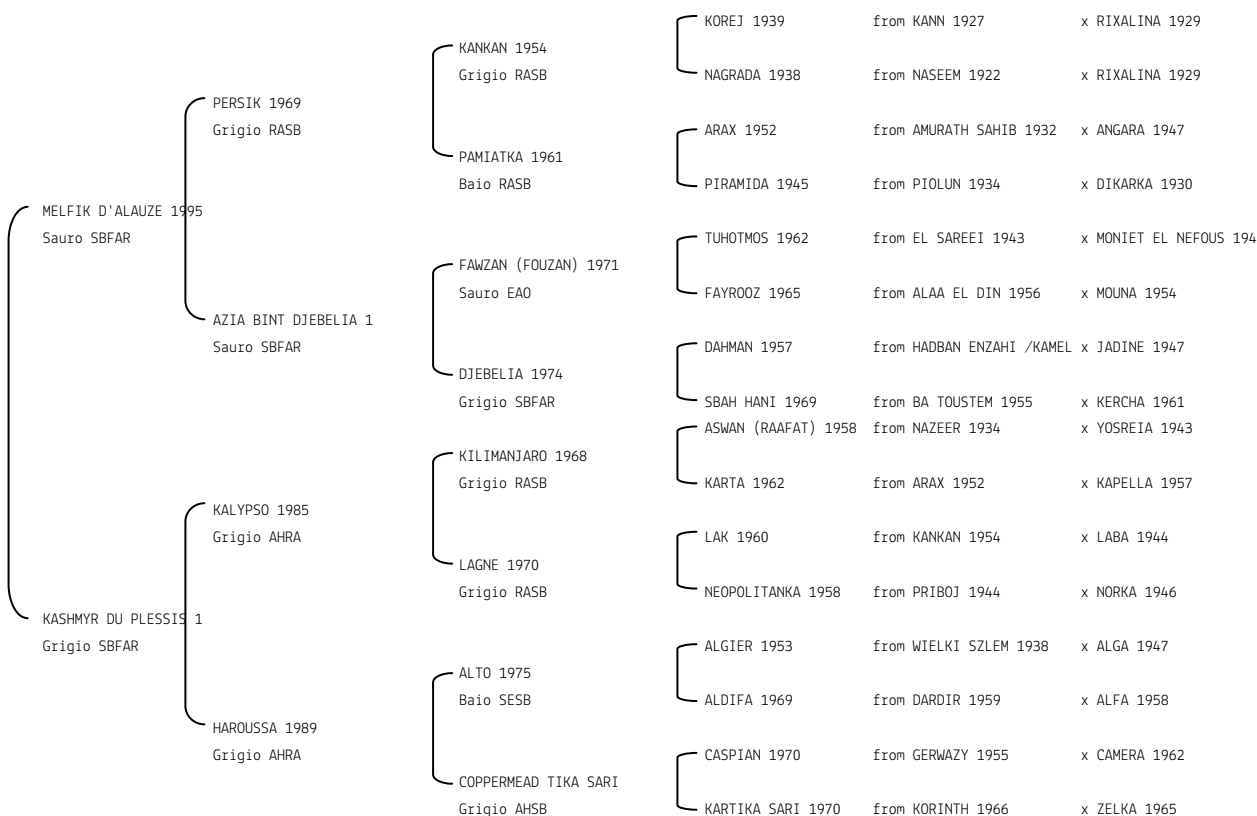 KOREJ 1939 from KANN 1927 x RIXALINA 1929
KANKAN 1954
Grigio RASB NAGRADA 1938 from NASEEM 1922 x RIXALINA 1929
PERSIK 1969
Grigio RASB ARAX 1952 from AMURATH SAHIB 1932 x ANGARA 1947
PAMIATKA 1961
Baio RASB PIRAMIDA 1945 from PIOLUN 1934 x DIKARKA 1930
MELFIK D'ALAUZE 1995
Sauro SBFAR TUHOTMOS 1962 from EL SAREEI 1943 x MONIET EL NEFOUS 194
FAWZAN (FOUZAN) 1971
Sauro EAO FAYROOZ 1965 from ALAA EL DIN 1956 x MOUNA 1954
AZIA BINT DJEBELIA 1
Sauro SBFAR DAHMAN 1957 from HADBAN ENZAHI /KAMEL x JADINE 1947
DJEBELIA 1974
Grigio SBFAR SBAH HANI 1969 from BA TOUSTEM 1955 x KERCHA 1961
ASWAN (RAAFAT) 1958 from NAZEER 1934 x YOSREIA 1943
KILIMANJARO 1968
Grigio RASB KARTA 1962 from ARAX 1952 x KAPELLA 1957
KALYPSO 1985
Grigio AHRA LAK 1960 from KANKAN 1954 x LABA 1944
LAGNE 1970
Grigio RASB NEOPOLITANKA 1958 from PRIBOJ 1944 x NORKA 1946
KASHMYR DU PLESSIS 1
Grigio SBFAR ALGIER 1953 from WIELKI SZLEM 1938 x ALGA 1947
ALTO 1975
Baio SESB ALDIFA 1969 from DARDIR 1959 x ALFA 1958
HAROUSSA 1989
Grigio AHRA CASPIAN 1970 from GERWAZY 1955 x CAMERA 1962
COPPERMEAD TIKA SARI
Grigio AHSB KARTIKA SARI 1970 from KORINTH 1966 x ZELKA 1965